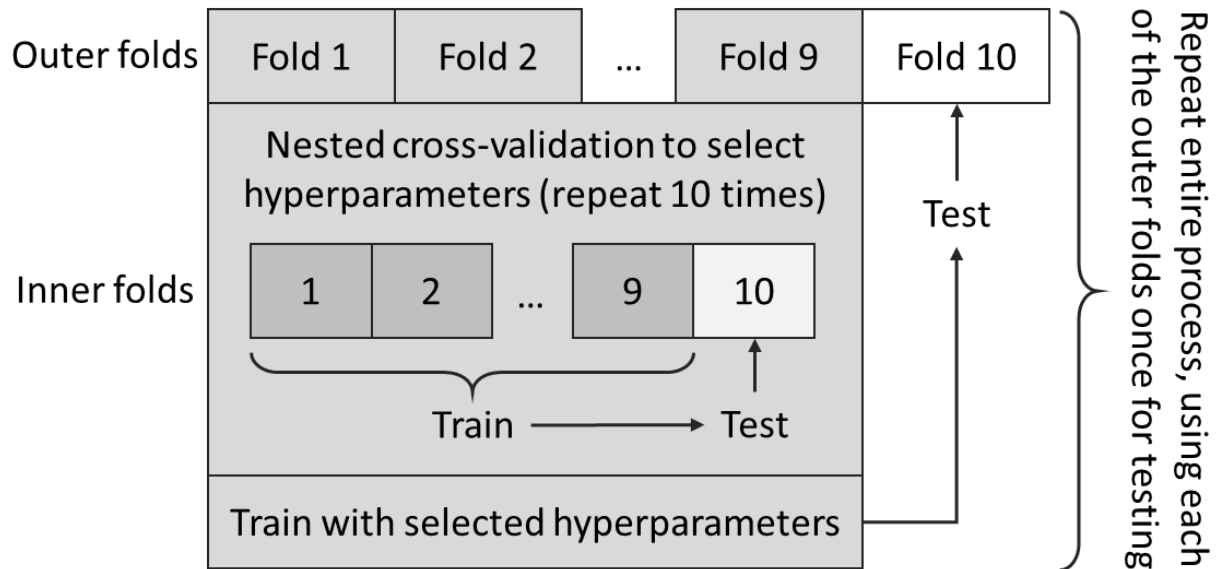 Outer folds
Fold 1
Fold 2
...
Fold 9
Fold 10
Nested cross-validation to select
hyperparameters (repeat 10 times)
Test
Inner folds
1
2
...
9
10
Train
Test
Train with selected hyperparameters
Repeat entire process, using each
of the outer folds once for testing